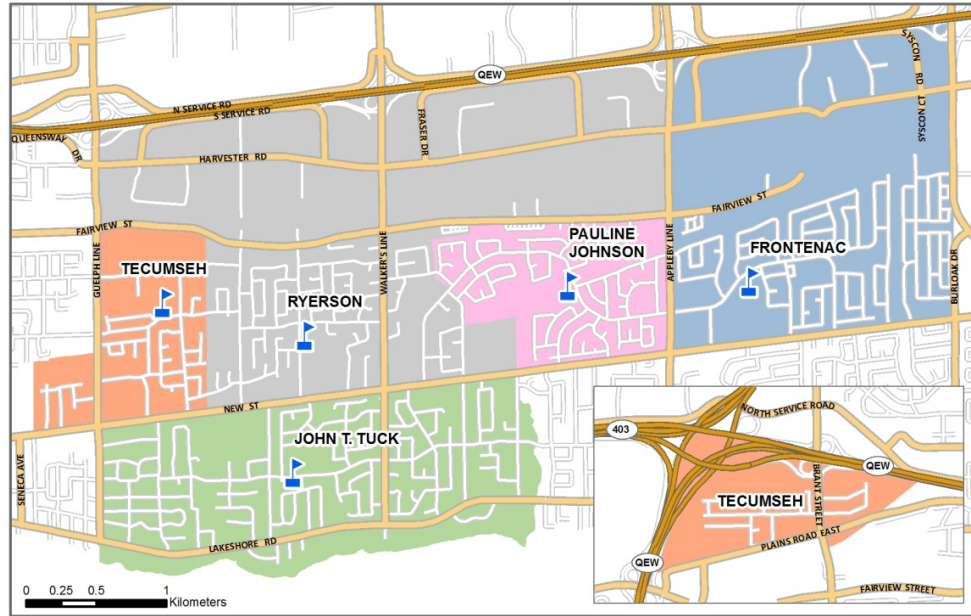 SYSCON RD
QEW
N SERVICE RD
S SERVICE RD
FRASER DR
SYSCON CT
QUEENSWAY DR
HARVESTER RD
FAIRVIEW ST
FAIRVIEW ST
GUELPH LINE
WALKER'S LINE
APPLEBY LINE
BURLOAK DR
TECUMSEH
RYERSON
PAULINE
JOHNSON
FRONTENAC
NEW ST
JOHN T. TUCK
SENECA AVE
LAKESHORE RD
0 0.25 0.5 1
Kilometers
NORTH SERVICE ROAD
403
QEW
BRANT STREET
TECUMSEH
PLAINS ROAD EAST
QEW
FAIRVIEW STREET